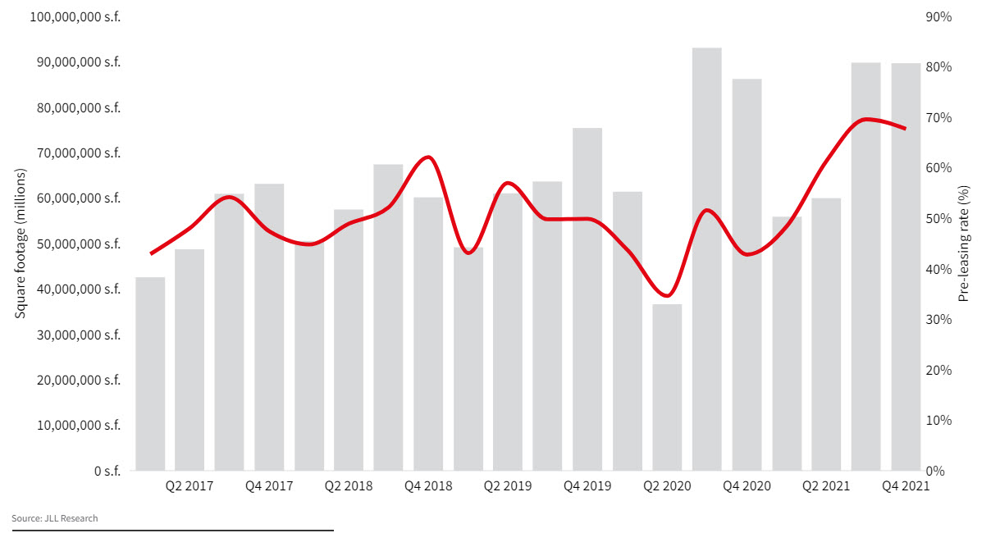 100,000,000 s.f.
90,000,000 s.f.
80,000,000 s.f.
70,000,000 s.f.
60,000,000 s.f.
50,000,000 s.f.
40,000,000 s.f.
30,000,000 s.f.
20,000,000 s.f.
10,000,000 s.f.
0 s.f.
Square footage (millions)
90%
80%
70%
60%
50%
40%
30%
20%
10%
0%
Pre-leasing rate (%)
Q2 2017 Q4 2017 Q2 2018 Q4 2018 Q2 2019 Q4 2019 Q2 2020 Q4 2020 Q2 2021 Q4 2021
Source: JLL Research